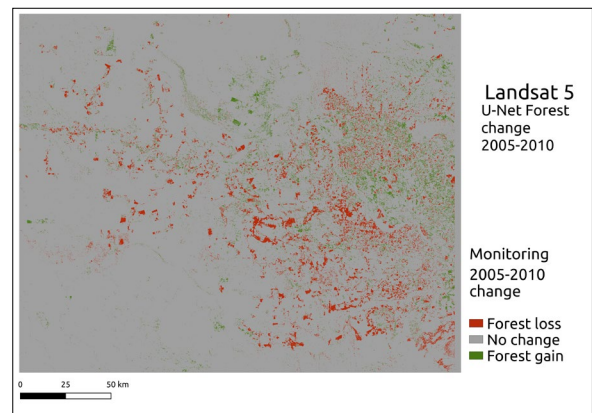 Landsat 5
U-Net Forest
change
2005-2010
Monitoring
2005-2010
change
Forest loss
No change
Forest gain
0 25 50 km